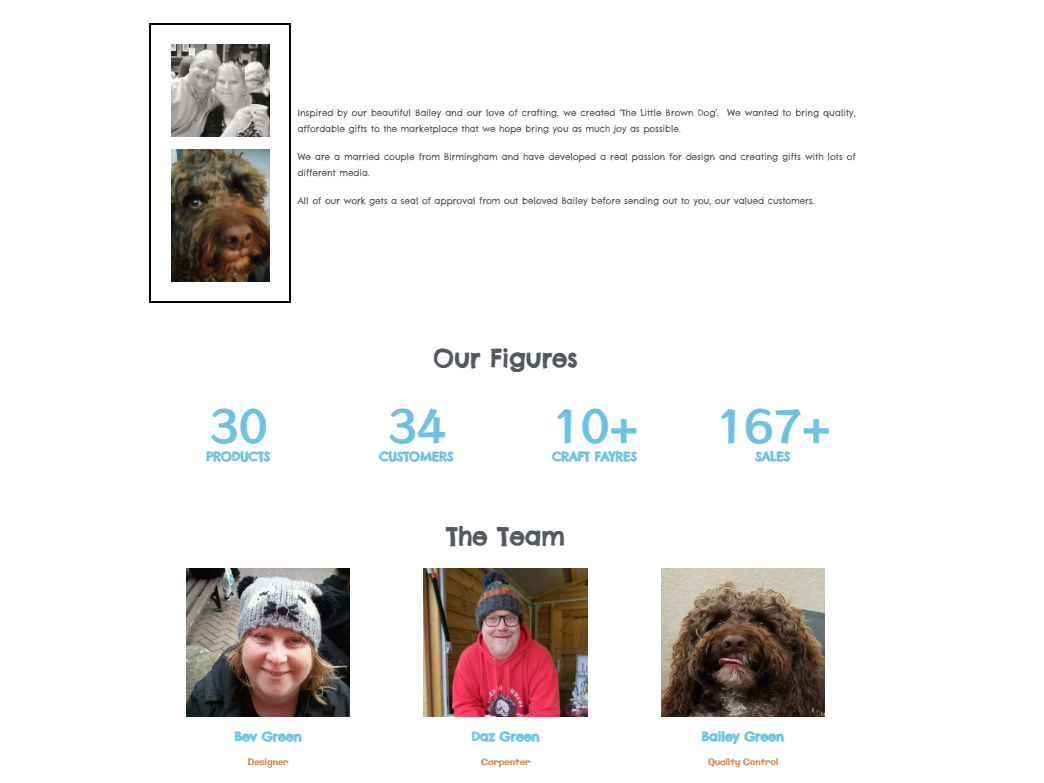 Inspired by our beautiful Bailey and our love of crafting, we created 'The Little Brown Dog'. We wanted to bring quality,
affordable gifts to the marketplace that we hope bring you as much joy as possible.
We are a married couple from Birmingham and have developed a real passion for design and creating gifts with lots of
different media.
All of our work gets a seal of approval from out beloved Bailey before sending out to you, our valued customers.
Our Figures
30 34 10+ 167+
PRODUCTS CUSTOMERS CRAFT FAYRES SALES
The Team
Bev Green Daz Green Bailey Green
Designer Carpenter Quality Control